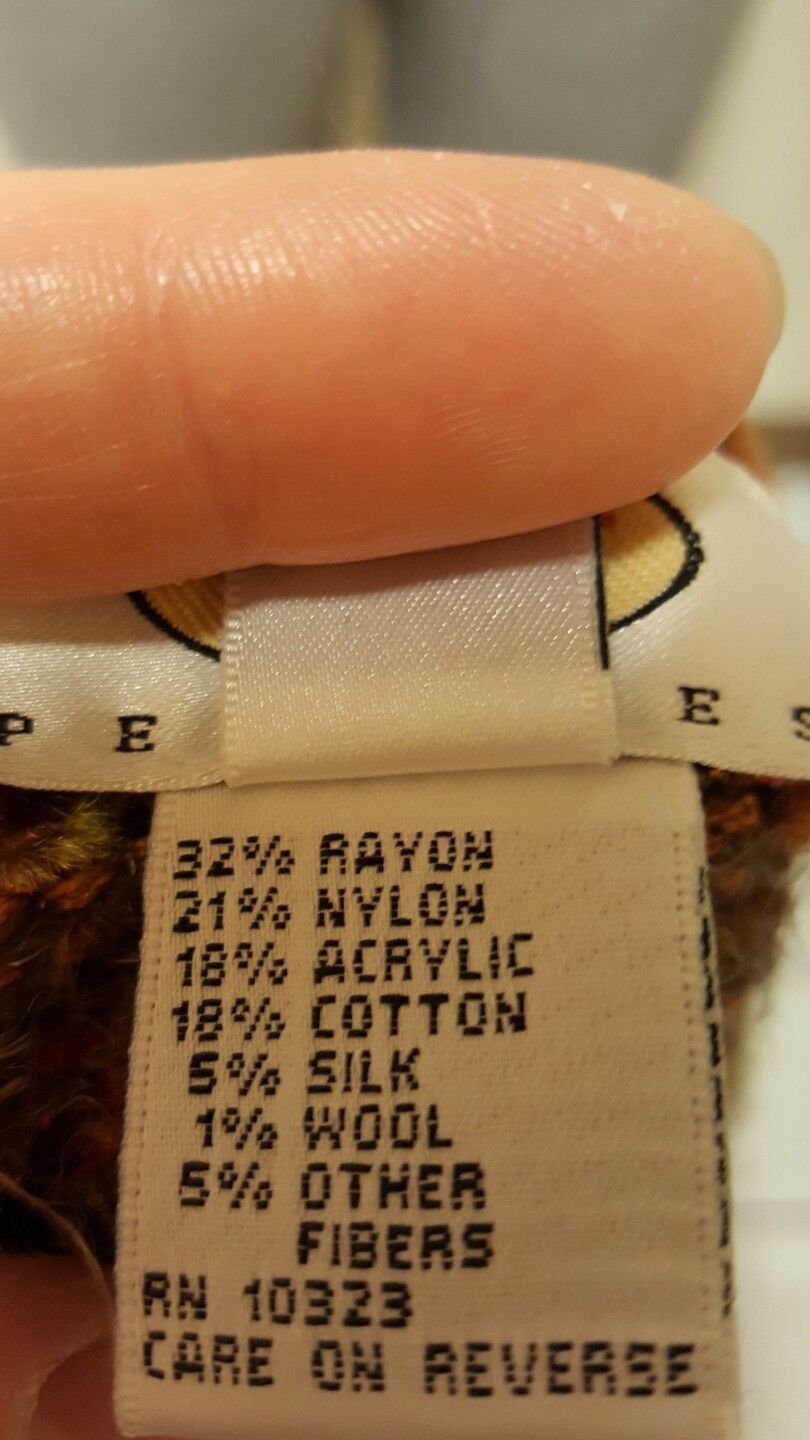 P E E S
32% RAYON
21% NYLON
18% ACRYLIC
18% COTTON
5% SILK
1% WOOL
5% OTHER
FIBERS
RN 10323
CARE ON REVERSE